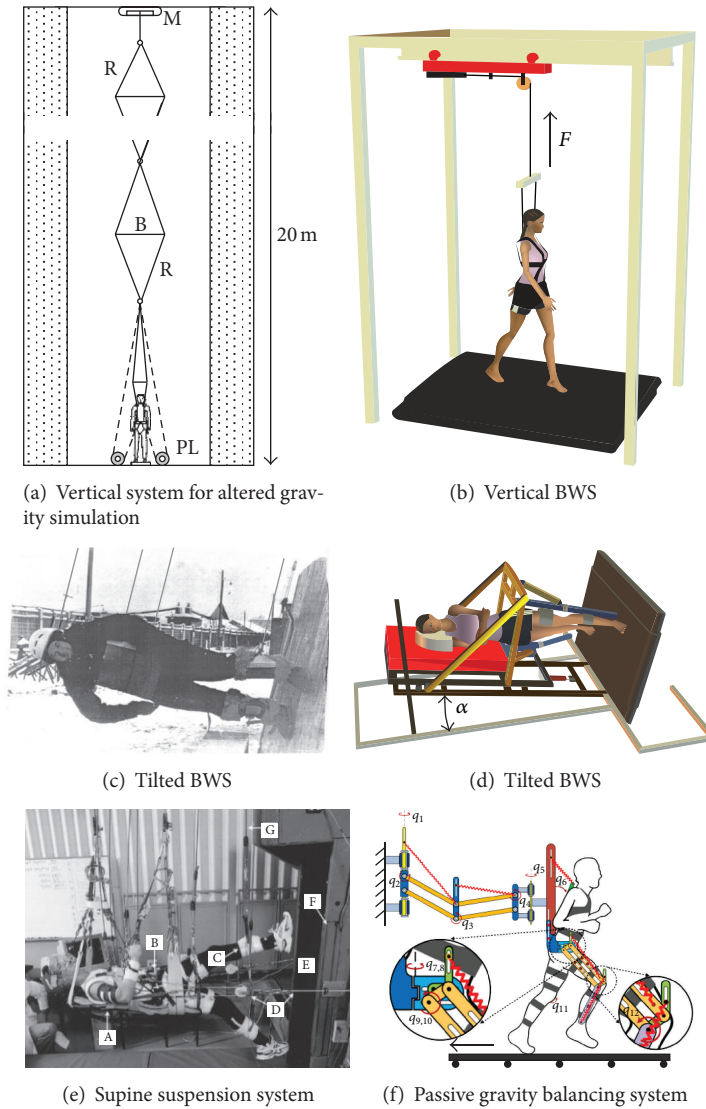 M
R
B
R
20 m
PL
(a) Vertical system for altered grav-
ity simulation
F
(b) Vertical BWS
(c) Tilted BWS
α
(d) Tilted BWS
G
F
B
C
E
D
A
(e) Supine suspension system
q1
q2
q3
q4
q5
q6
q7,8
q9,10
q11
q12
(f) Passive gravity balancing system